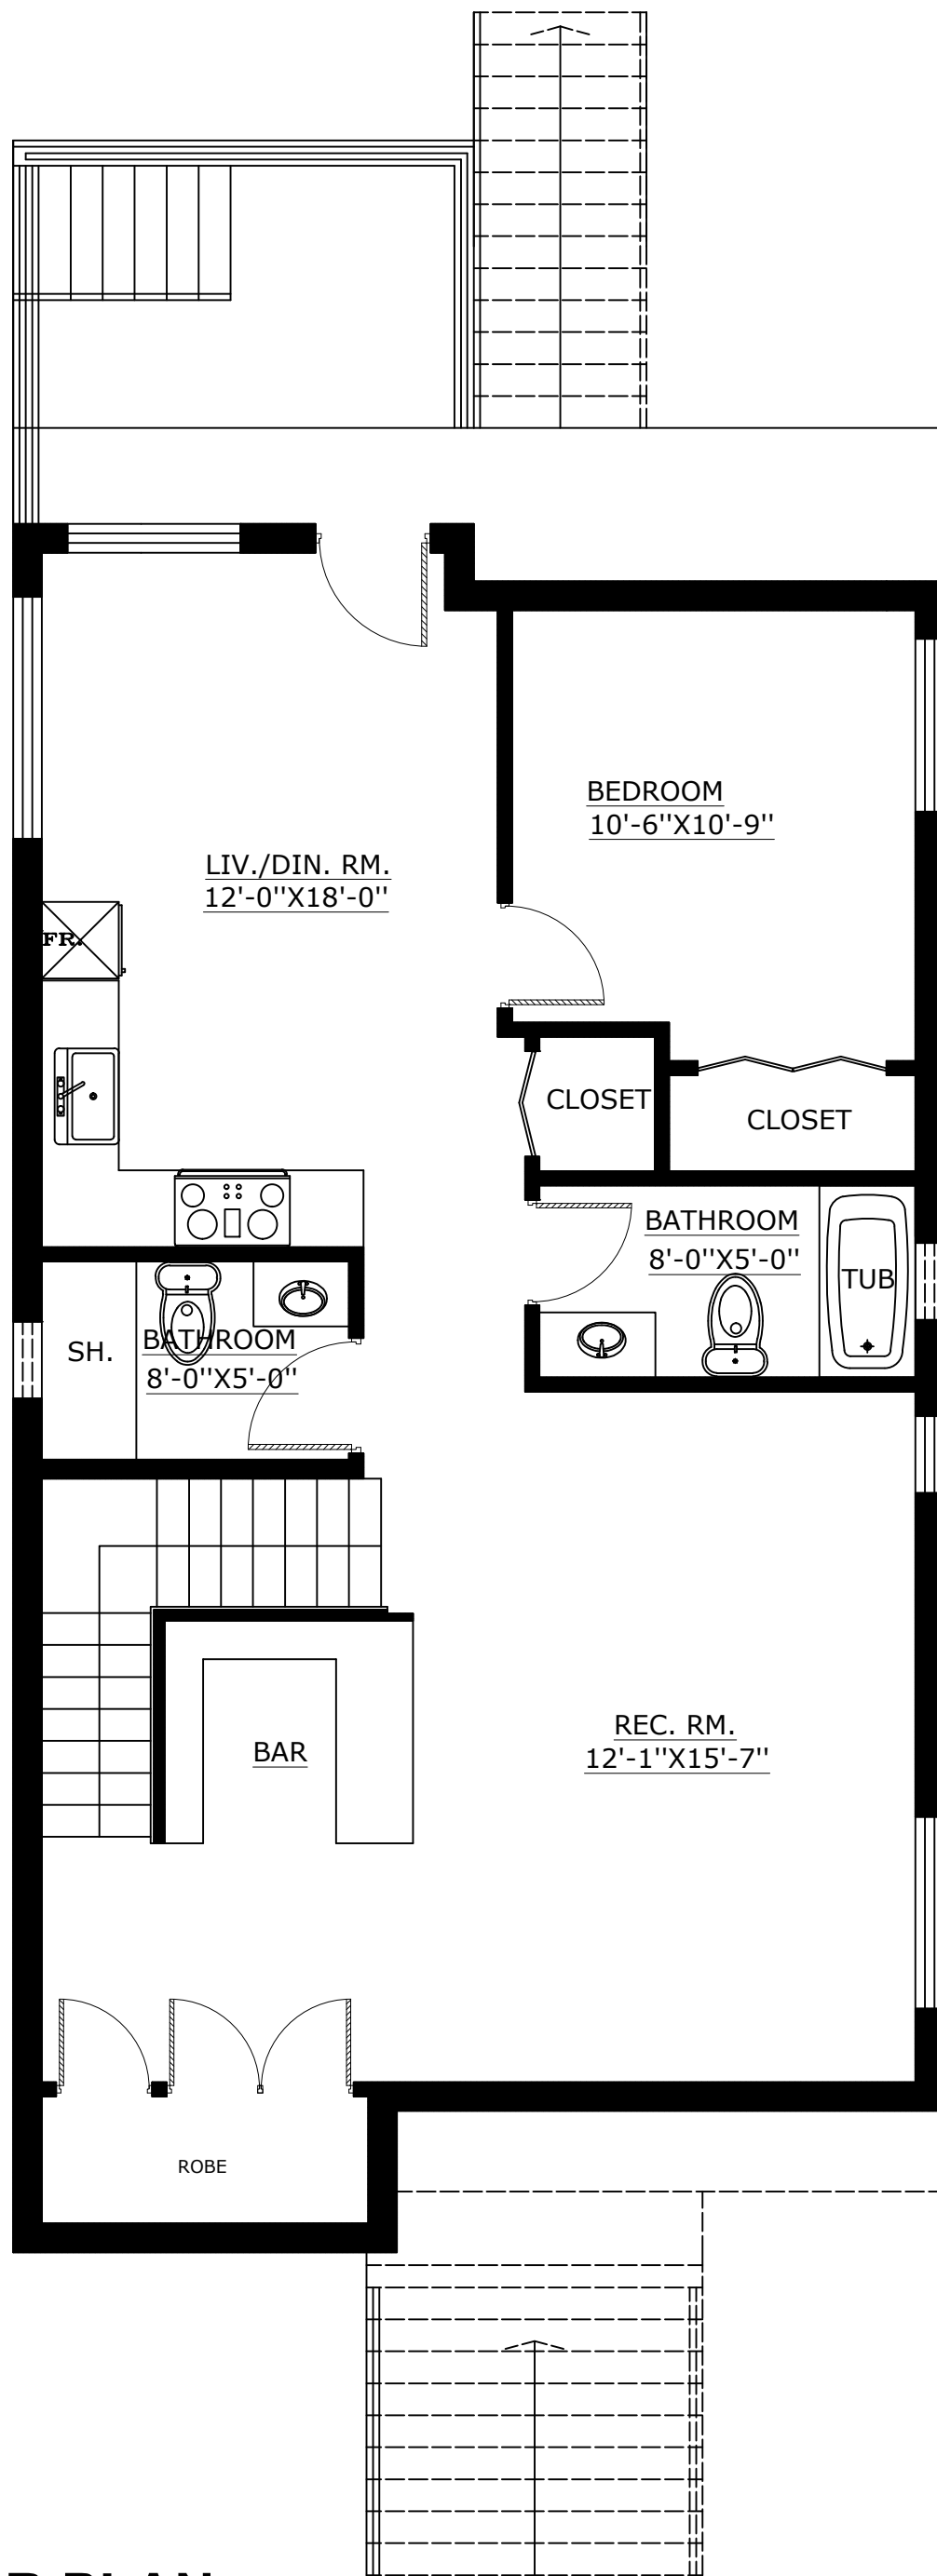 BEDROOM
10'-6''X10'-9''
LIV./DIN. RM.
12'-0''X18'-0''
FR.
CLOSET
CLOSET
BATHROOM
8'-0''X5'-0''
TUB
SH.
BATHROOM
8'-0''X5'-0''
REC. RM.
12'-1''X15'-7''
BAR
ROBE
PLAN